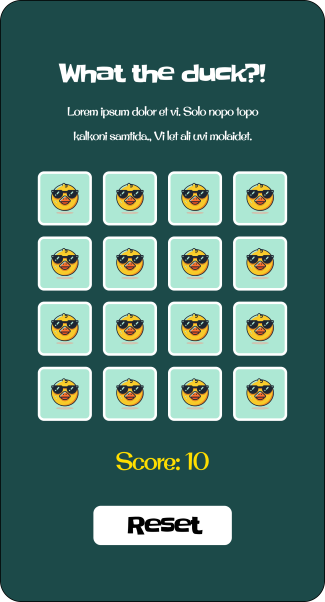 What the duck?!
Lorem ipsum dolor et vi. Solo nopo topo
kalkoni samtida., Vi let ali uvi molaidet.
Score: 10
Reset